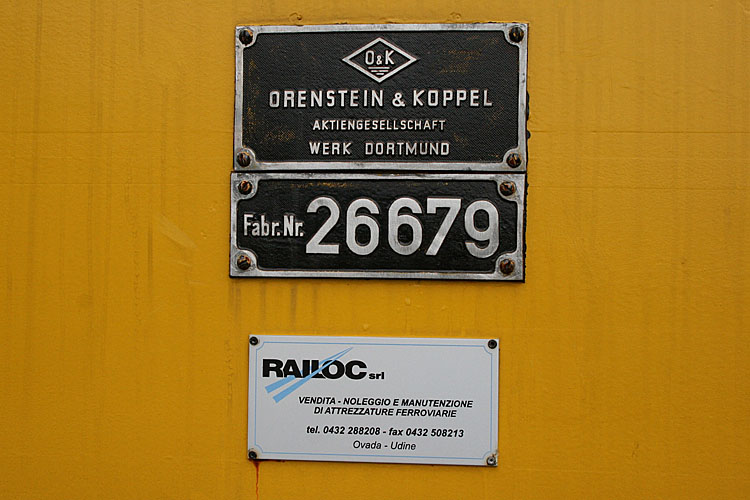 O&K
ORENSTEIN & KOPPEL
AKTIENGESELLSCHAFT
WERK DORTMUND
Fabr. Nr. 26679
RAILOC srl
VENDITA - NOLEGGIO E MANUTENZIONE
DI ATTREZZATURE FERROVIARIE
tel. 0432 288208 - fax 0432 508213
Ovada - Udine